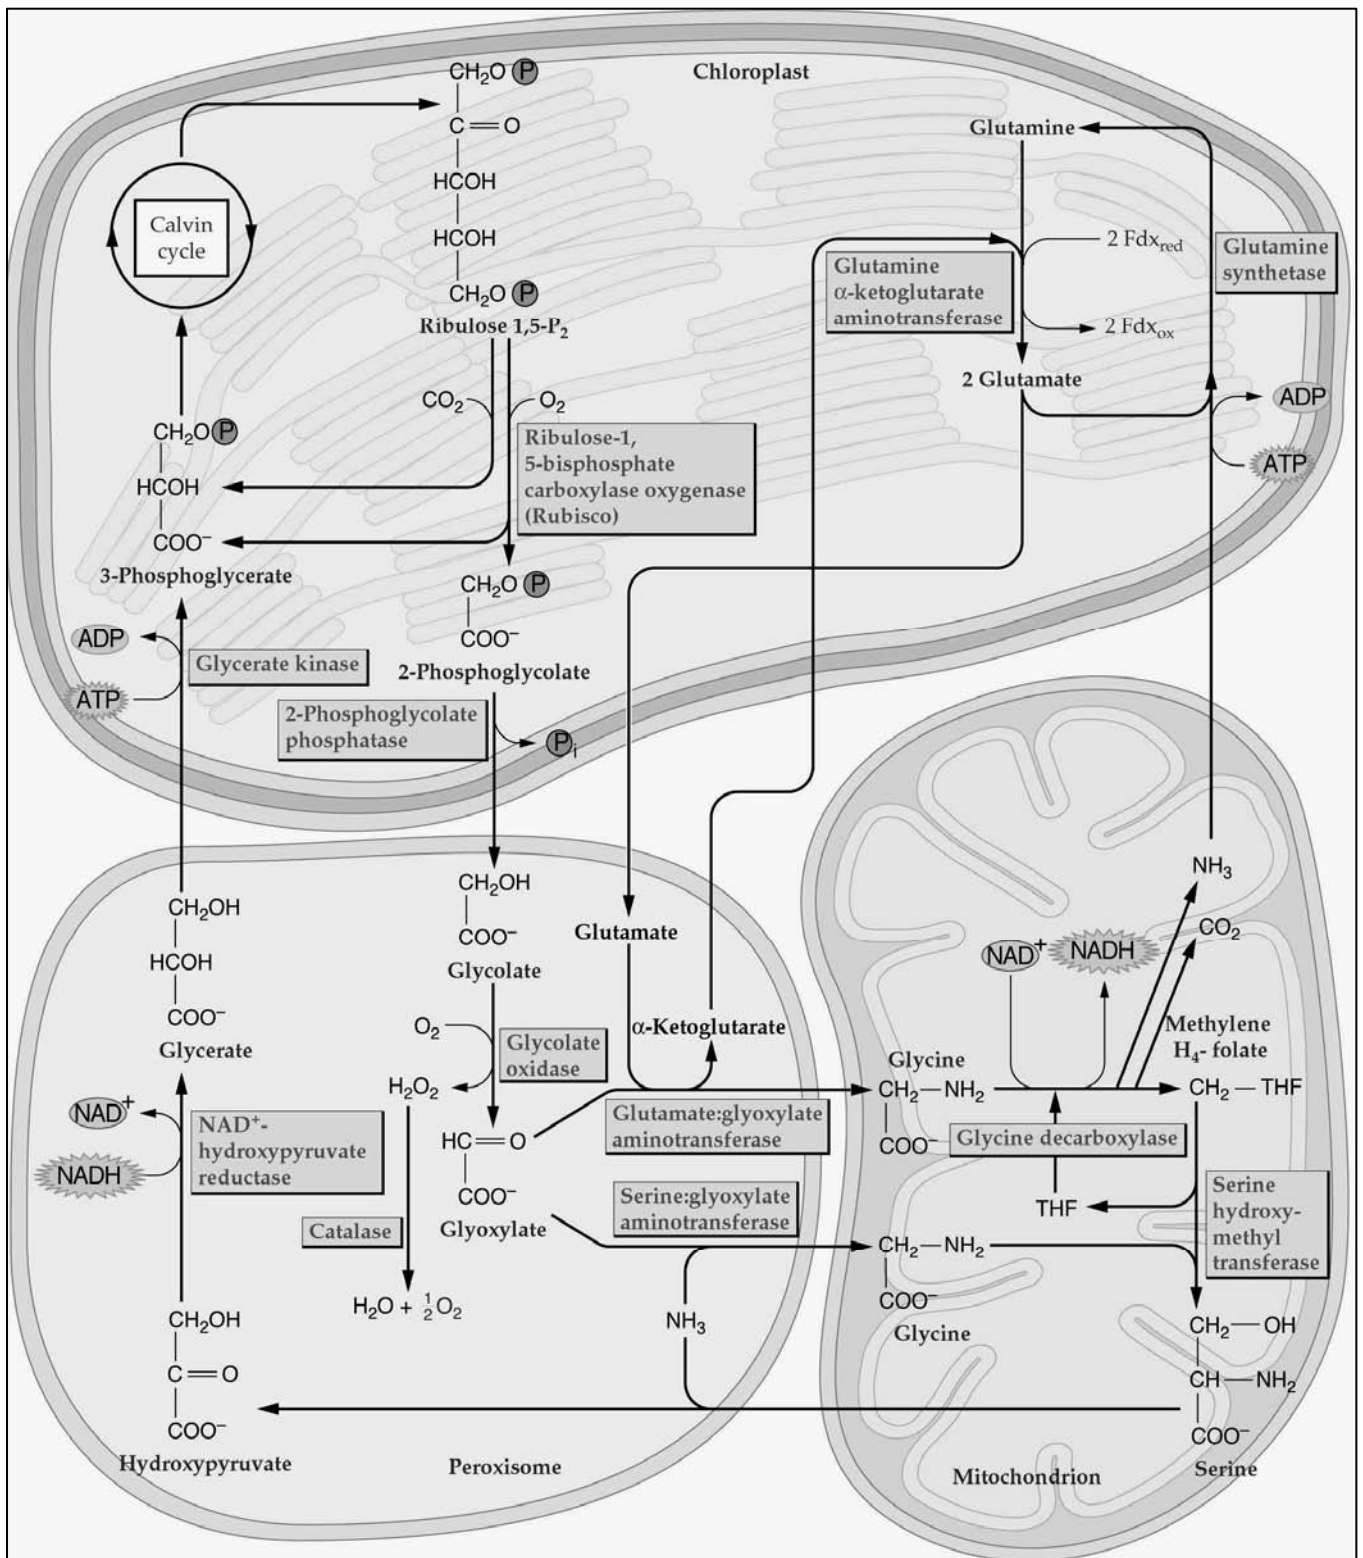 Chloroplast
CH₂O P
C=O
HCOH
HCOH
CH₂O P
Ribulose 1,5-P₂
Calvin
cycle
Glutamine
2 Fdx_red
Glutamine
α-ketoglutarate
aminotransferase
Glutamine
synthetase
2 Fdx_ox
2 Glutamate
ADP
ATP
CO₂
O₂
Ribulose-1,
5-bisphosphate
carboxylase oxygenase
(Rubisco)
CH₂O P
HCOH
COO⁻
3-Phosphoglycerate
CH₂O P
COO⁻
2-Phosphoglycolate
ADP
Glycerate kinase
ATP
2-Phosphoglycolate
phosphatase
P i
CH₂OH
HCOH
COO⁻
Glycerate
CH₂OH
COO⁻
Glycolate
Glutamate
α-Ketoglutarate
O₂
Glycolate
oxidase
H₂O₂
NAD⁺
NADH
NAD⁺-
hydroxypyruvate
reductase
HC=O
COO⁻
Glyoxylate
Glutamate:glyoxylate
aminotransferase
Serine:glyoxylate
aminotransferase
Catalase
H₂O + ½O₂
NH₃
CH₂OH
C=O
COO⁻
Hydroxypyruvate
Peroxisome
NH₃
CO₂
NAD⁺
NADH
Methylene
H₄- folate
Glycine
CH₂—NH₂
COO⁻
CH₂—THF
Glycine decarboxylase
THF
Serine
hydroxy-
methyl
transferase
CH₂—NH₂
COO⁻
Glycine
CH₂—OH
CH—NH₂
COO⁻
Serine
Mitochondrion